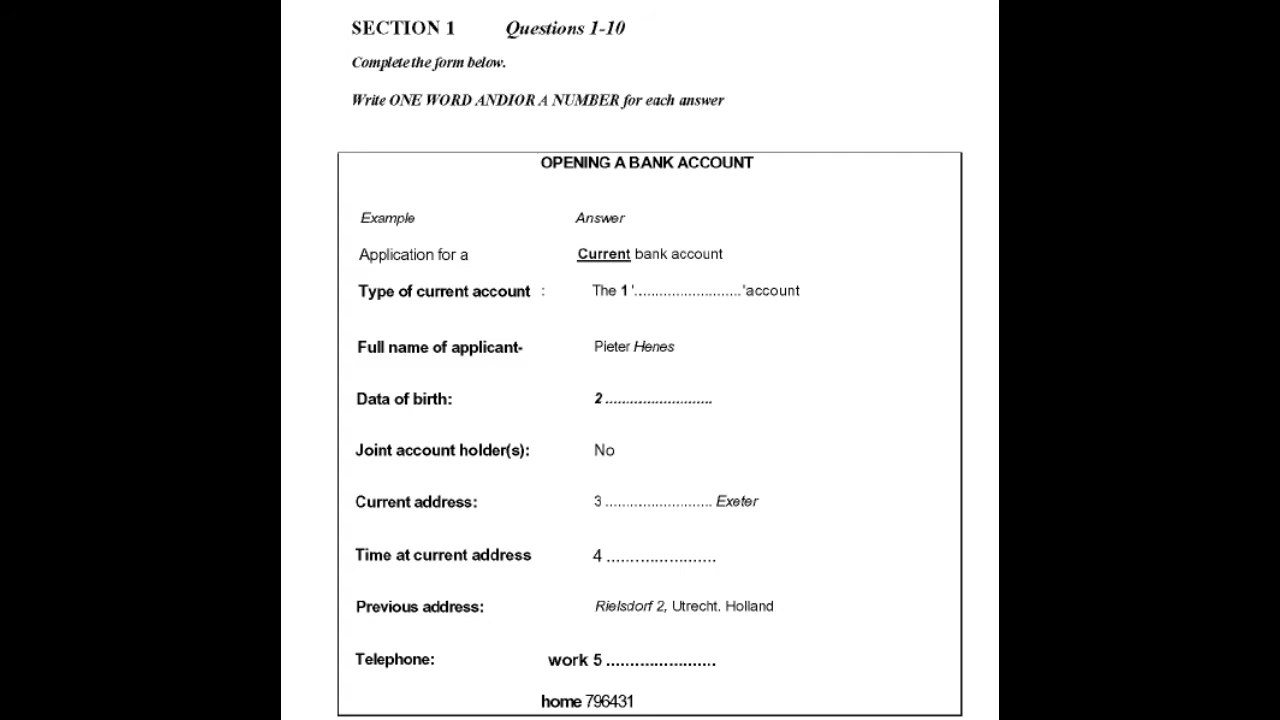 SECTION 1 Questions 1-10
Complete the form below.
Write ONE WORD ANDIOR A NUMBER for each answer
OPENING A BANK ACCOUNT
Example Answer
Application for a Current bank account
Type of current account : The 1 '..........................'account
Full name of applicant- Pieter Henes
Data of birth: 2 ..........................
Joint account holder(s): No
Current address: 3 .......................... Exeter
Time at current address 4 ..........................
Previous address: Rielsdorf 2, Utrecht. Holland
Telephone: work 5 ..........................
home 796431